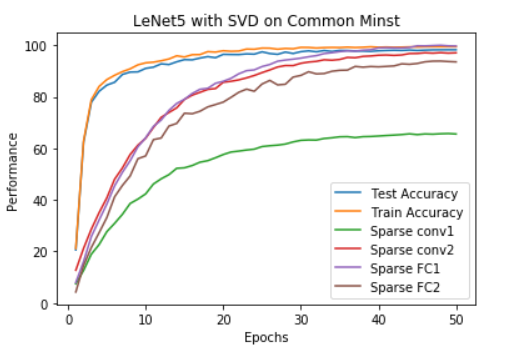 LeNet5 with SVD on Common Minst
100
80
60
40
20
0
Performance
Test Accuracy
Train Accuracy
Sparse conv1
Sparse conv2
Sparse FC1
Sparse FC2
0 10 20 30 40 50
Epochs